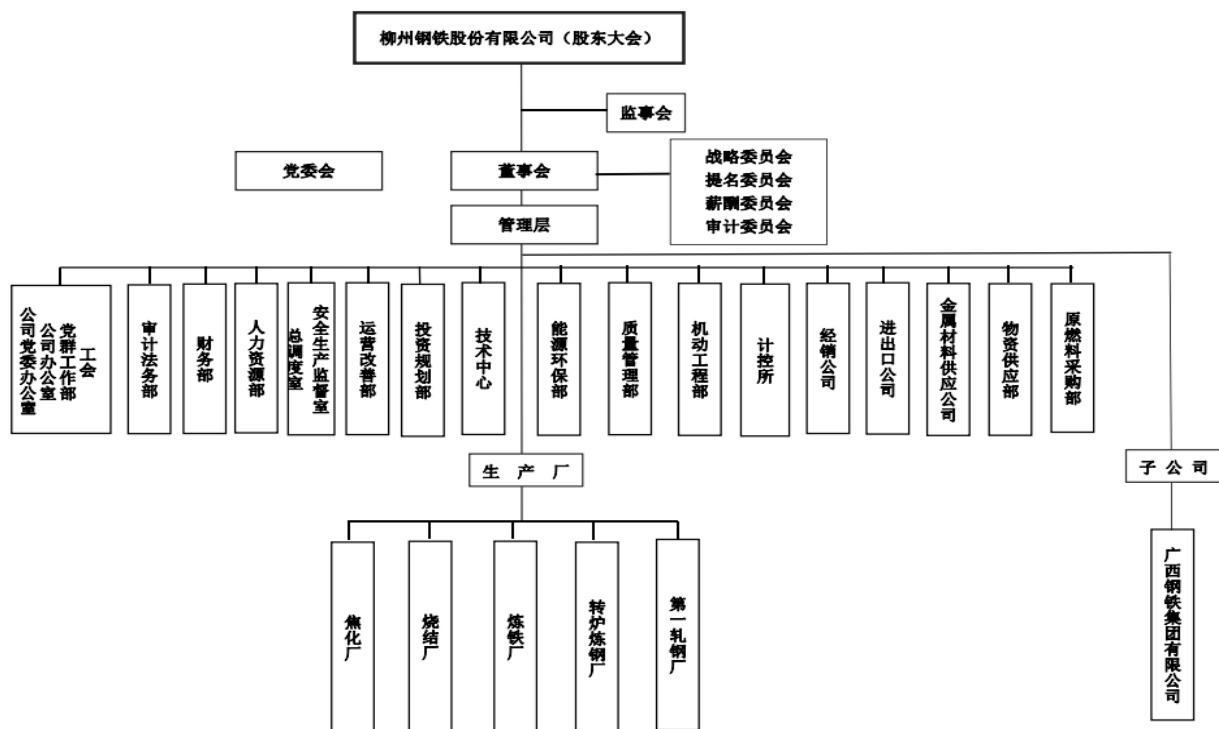 柳州钢铁股份有限公司（股东大会）
监事会
党委会
董事会
战略委员会
提名委员会
薪酬委员会
审计委员会
管理层
工会
党群工作部
公司办公室
公司党委办公室
审计法务部
财务部
人力资源部
安全生产监督室
总调度室
运营改善部
投资规划部
技术中心
能源环保部
质量管理部
机动工程部
计控所
经销公司
进出口公司
金属材料供应公司
物资供应部
原燃料采购部
生产厂
子公司
焦化厂
烧结厂
炼铁厂
转炉炼钢厂
第一轧钢厂
广西钢铁集团有限公司